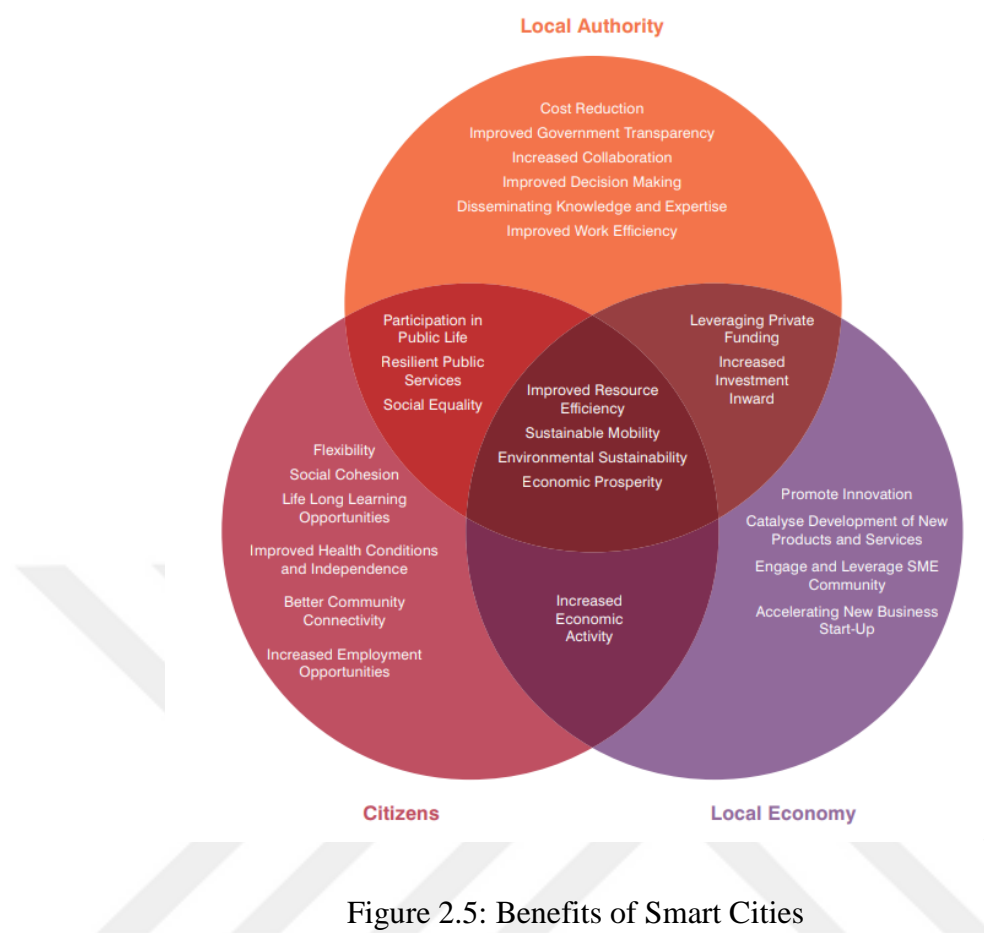 Local Authority
Cost Reduction
Improved Government Transparency
Increased Collaboration
Improved Decision Making
Disseminating Knowledge and Expertise
Improved Work Efficiency
Participation in
Public Life
Resilient Public
Services
Social Equality
Leveraging Private
Funding
Increased
Investment
Inward
Improved Resource
Efficiency
Sustainable Mobility
Environmental Sustainability
Economic Prosperity
Flexibility
Social Cohesion
Life Long Learning
Opportunities
Improved Health Conditions
and Independence
Better Community
Connectivity
Increased Employment
Opportunities
Increased
Economic
Activity
Promote Innovation
Catalyse Development of New
Products and Services
Engage and Leverage SME
Community
Accelerating New Business
Start-Up
Citizens
Local Economy
Figure 2.5: Benefits of Smart Cities